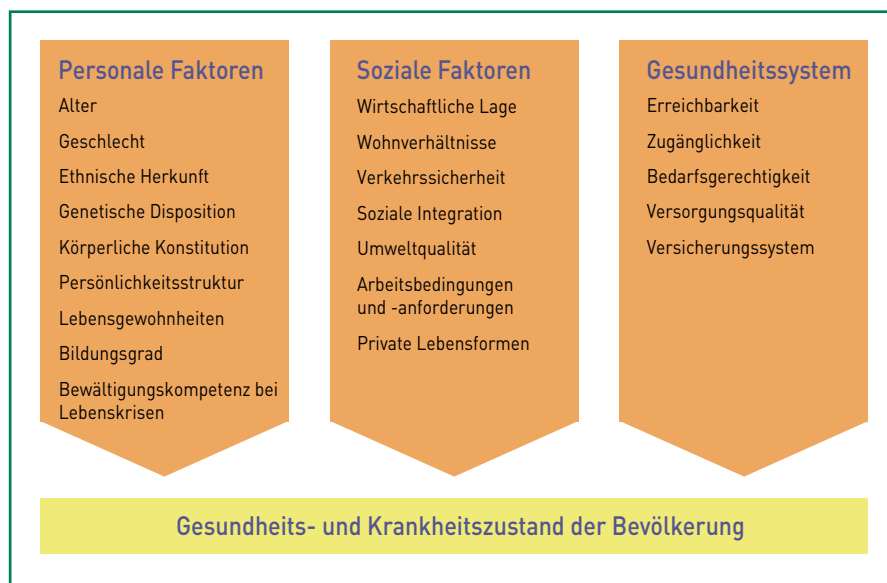 Personale Faktoren
Alter
Geschlecht
Ethnische Herkunft
Genetische Disposition
Körperliche Konstitution
Persönlichkeitsstruktur
Lebensgewohnheiten
Bildungsgrad
Bewältigungskompetenz bei
Lebenskrisen
Soziale Faktoren
Wirtschaftliche Lage
Wohnverhältnisse
Verkehrssicherheit
Soziale Integration
Umweltqualität
Arbeitsbedingungen
und -anforderungen
Private Lebensformen
Gesundheitssystem
Erreichbarkeit
Zugänglichkeit
Bedarfsgerechtigkeit
Versorgungsqualität
Versicherungssystem
Gesundheits- und Krankheitszustand der Bevölkerung